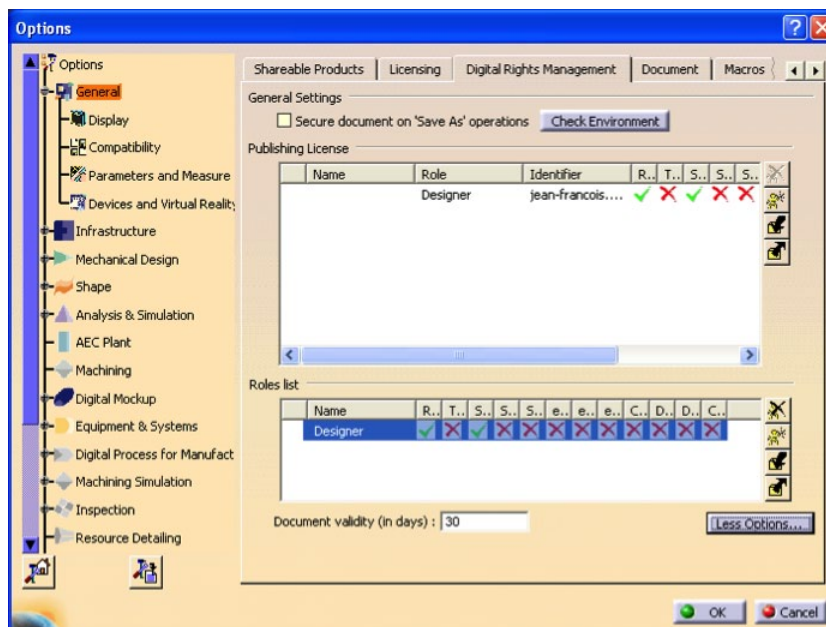 Options
Options
General
Display
Compatibility
Parameters and Measure
Devices and Virtual Reality
Infrastructure
Mechanical Design
Shape
Analysis & Simulation
AEC Plant
Machining
Digital Mockup
Equipment & Systems
Digital Process for Manufact
Machining Simulation
Inspection
Resource Detailing
Shareable Products Licensing Digital Rights Management Document Macros
General Settings
Secure document on 'Save As' operations Check Environment
Publishing License
Name Role Identifier R.. T.. S.. S.. S..
Designer jean-francois....
Roles list
Name R.. T.. S.. S.. S.. e.. e.. e.. C.. D.. D.. C..
Designer
Document validity (in days) : 30 Less Options...
OK Cancel